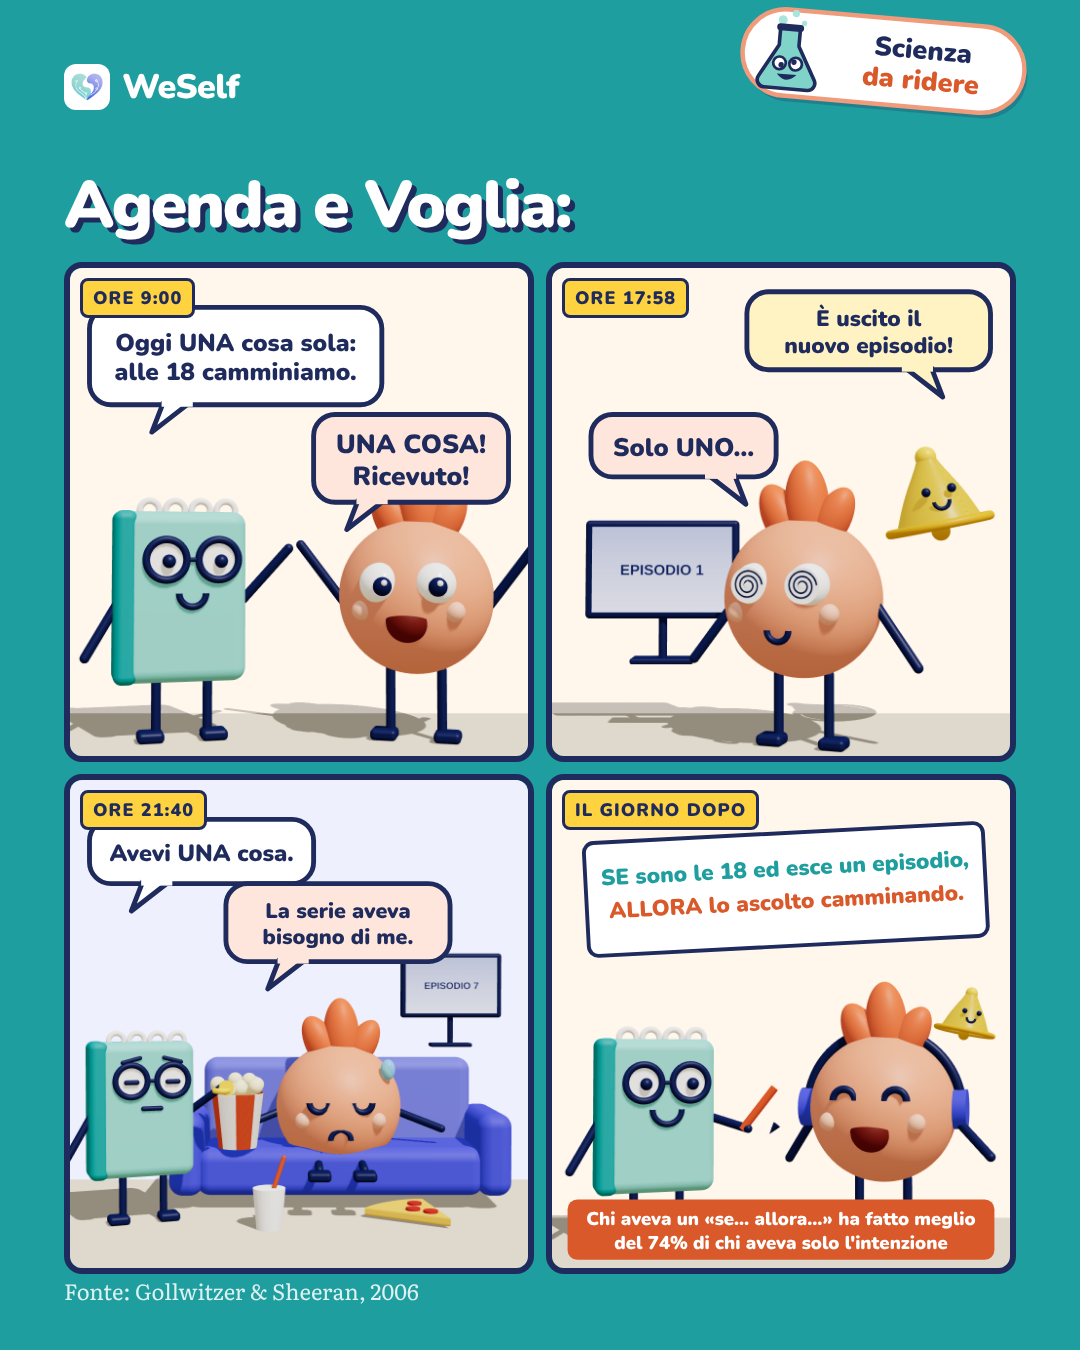 WeSelf
Scienza
da ridere
Agenda e Voglia:
ORE 9:00
Oggi UNA cosa sola:
alle 18 camminiamo.
UNA COSA!
Ricevuto!
ORE 17:58
È uscito il
nuovo episodio!
Solo UNO...
EPISODIO 1
ORE 21:40
Avevi UNA cosa.
La serie aveva
bisogno di me.
EPISODIO 7
IL GIORNO DOPO
SE sono le 18 ed esce un episodio,
ALLORA lo ascolto camminando.
Chi aveva un «se... allora...» ha fatto meglio
del 74% di chi aveva solo l'intenzione
Fonte: Gollwitzer & Sheeran, 2006